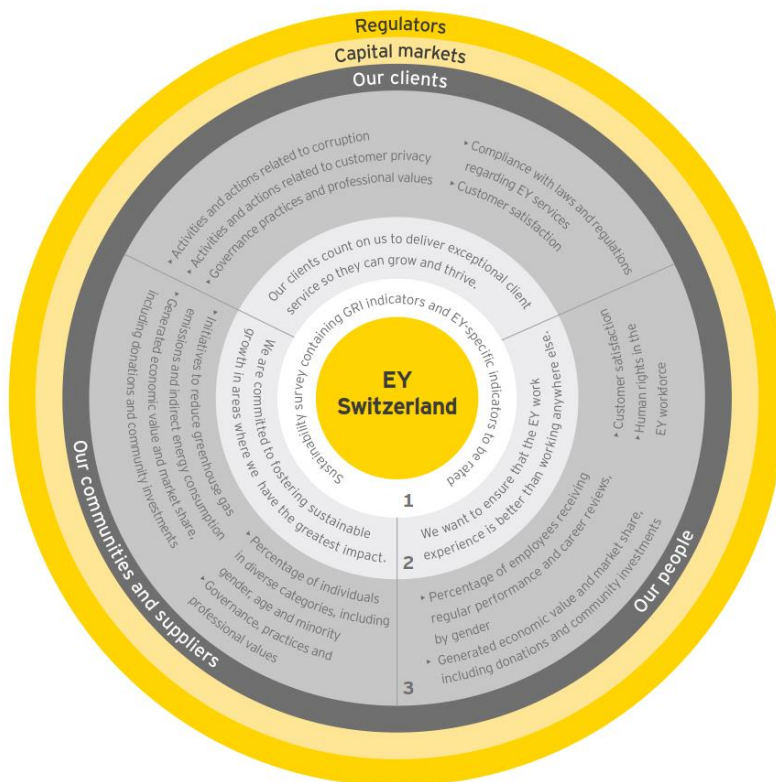 Regulators
Capital markets
Our clients
‣ Activities and actions related to corruption
‣ Activities and actions related to customer privacy
‣ Governance practices and professional values
‣ Compliance with laws and regulations
regarding EY services
‣ Customer satisfaction
Our clients count on us to deliver exceptional client
service so they can grow and thrive.
Sustainability survey containing GRI indicators and EY-specific indicators to be rated
EY
Switzerland
1
2
3
We want to ensure that the EY work
experience is better than working anywhere else.
‣ Customer satisfaction
‣ Human rights in the
EY workforce
‣ Percentage of employees receiving
regular performance and career reviews,
by gender
‣ Generated economic value and market share,
including donations and community investments
Our people
We are committed to fostering sustainable
growth in areas where we have the greatest impact.
‣ Initiatives to reduce greenhouse gas
emissions and indirect energy consumption
‣ Generated economic value and market share,
including donations and community investments
‣ Percentage of individuals
in diverse categories, including
gender, age and minority
‣ Governance, practices and
professional values
Our communities and suppliers